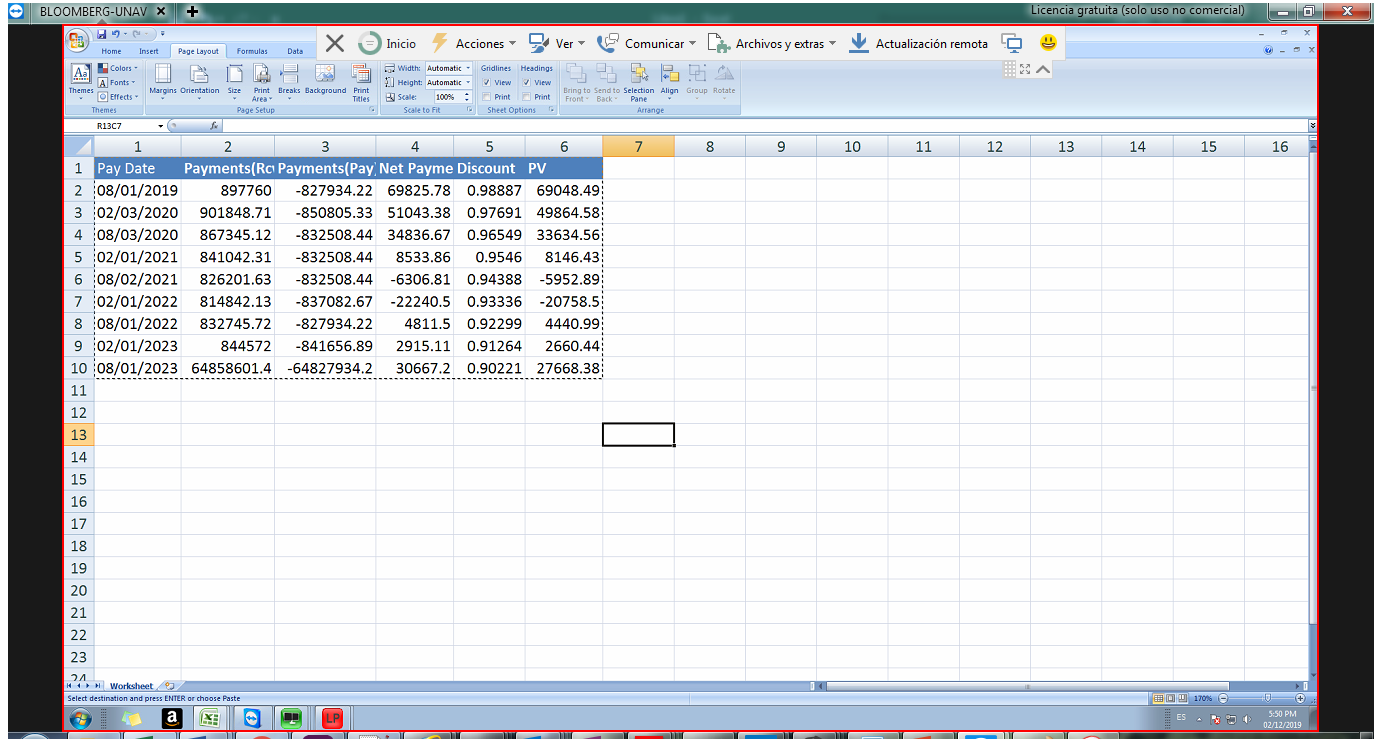 BLOOMBERG-UNAV
Licencia gratuita (solo uso no comercial)
Inicio Acciones Ver Comunicar Archivos y extras Actualización remota
Home Insert Page Layout Formulas Data
Themes Colors Fonts Effects
Margins Orientation Size Print Area Breaks Background Print Titles
Width: Automatic
Height: Automatic
Scale: 100%
Gridlines Headings
View View
Print Print
Bring to Front Send to Back Selection Pane Align Group Rotate
Themes Page Setup Scale to Fit Sheet Options Arrange
R13C7 fx
1 2 3 4 5 6 7 8 9 10 11 12 13 14 15 16
1 Pay Date Payments(Rc Payments(Pay Net Payme Discount PV
2 08/01/2019 897760 -827934.22 69825.78 0.98887 69048.49
3 02/03/2020 901848.71 -850805.33 51043.38 0.97691 49864.58
4 08/03/2020 867345.12 -832508.44 34836.67 0.96549 33634.56
5 02/01/2021 841042.31 -832508.44 8533.86 0.9546 8146.43
6 08/02/2021 826201.63 -832508.44 -6306.81 0.94388 -5952.89
7 02/01/2022 814842.13 -837082.67 -22240.5 0.93336 -20758.5
8 08/01/2022 832745.72 -827934.22 4811.5 0.92299 4440.99
9 02/01/2023 844572 -841656.89 2915.11 0.91264 2660.44
10 08/01/2023 64858601.4 -64827934.2 30667.2 0.90221 27668.38
11
12
13
14
15
16
17
18
19
20
21
22
23
24
Worksheet
Select destination and press ENTER or choose Paste
170%
a LP
ES 5:50 PM
02/12/2019